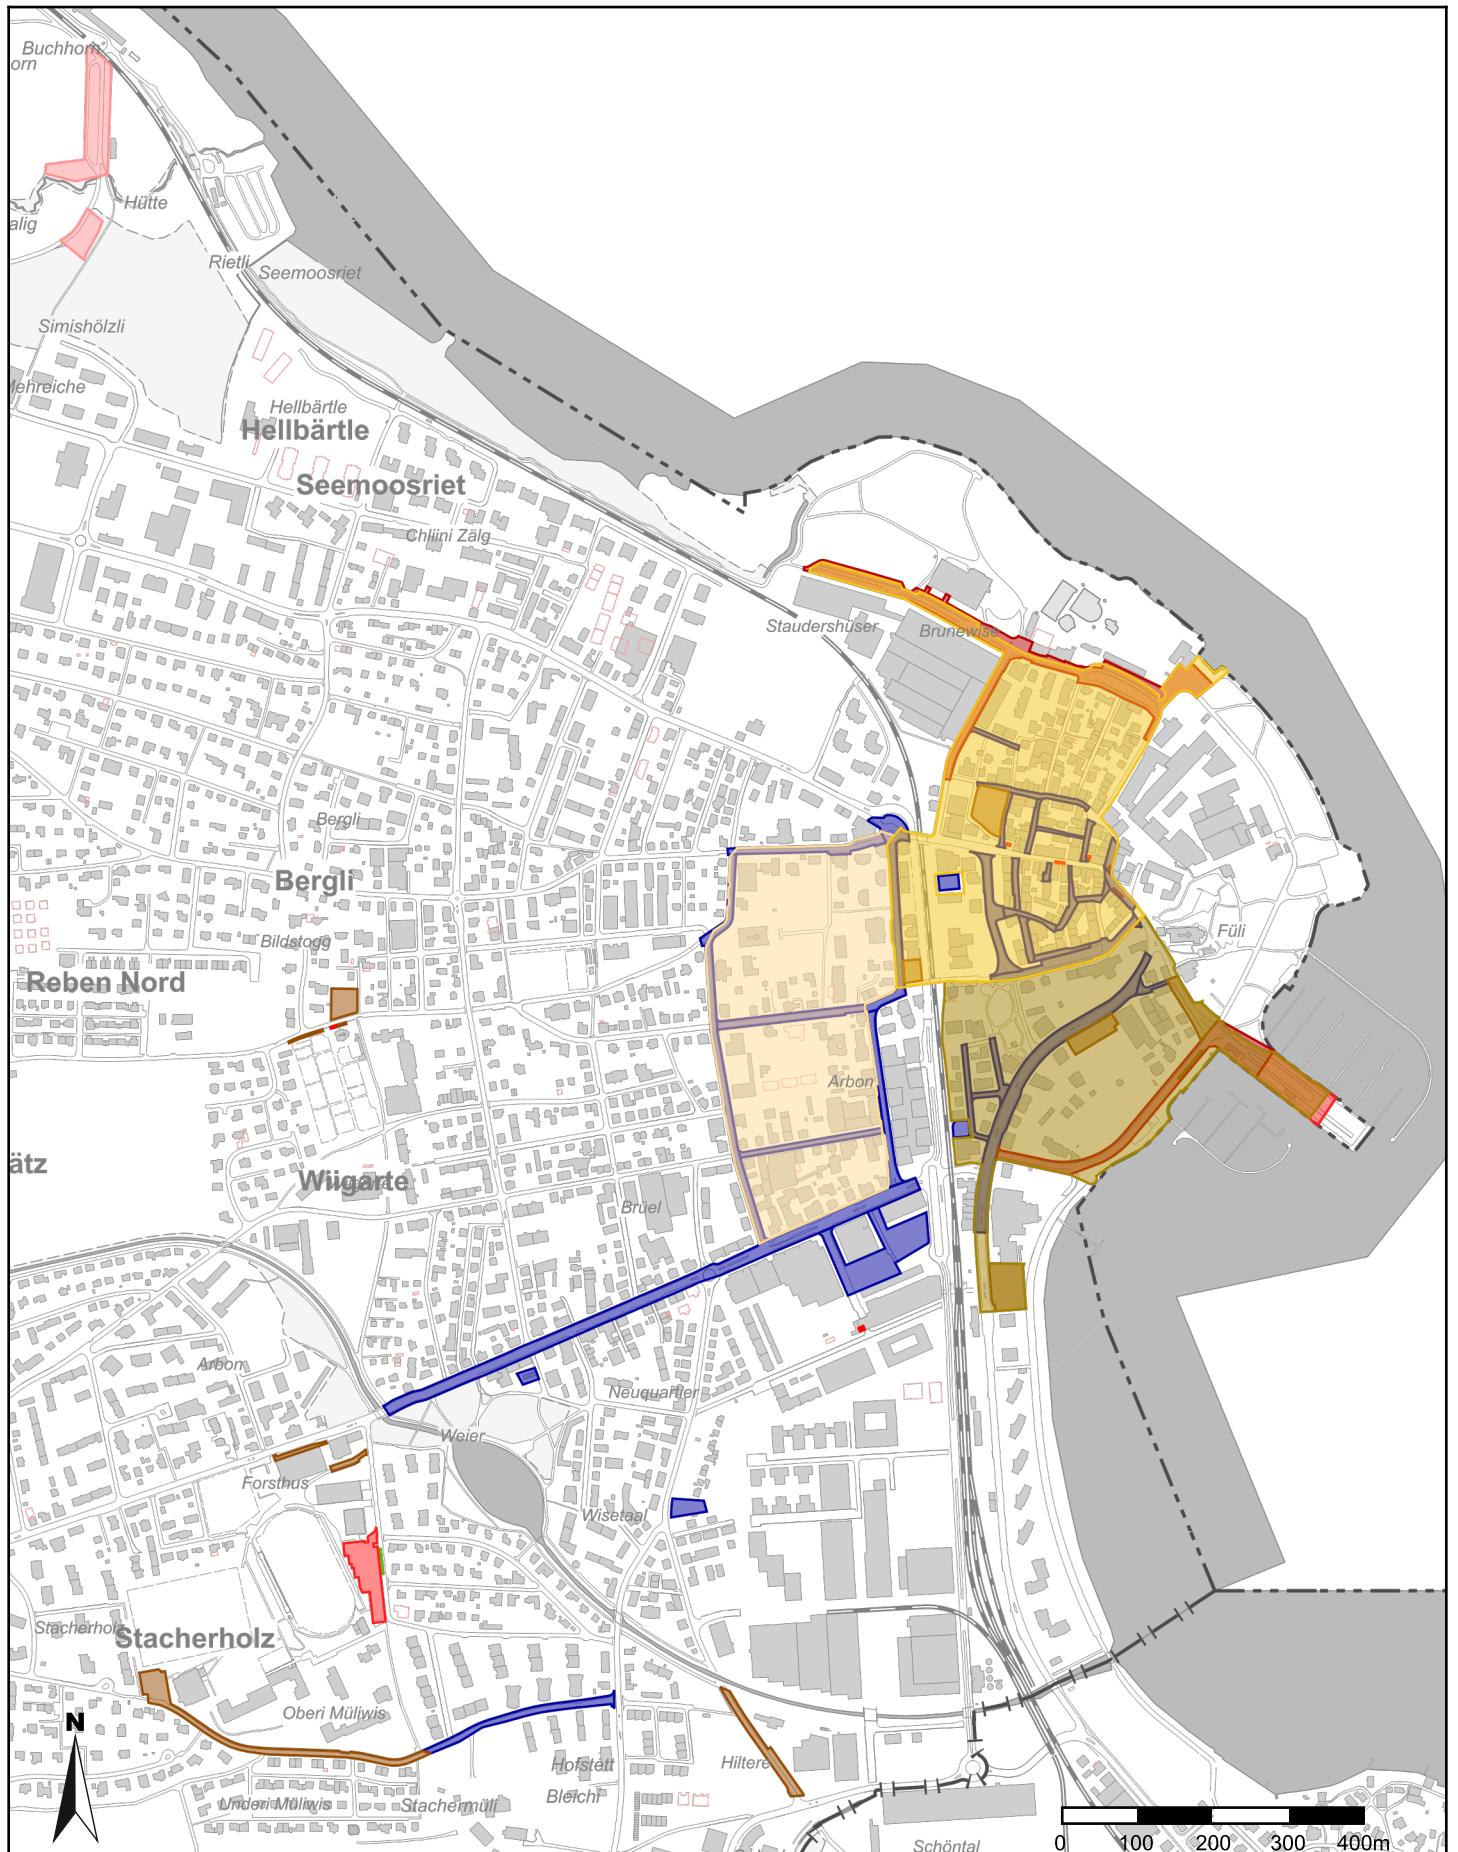 Buchhorn
orn
Hütte
alig
Rietli
Seemoosriet
Simishölzli
Mehreiche
Hellbärtle
Hellbärtle
Seemoosriet
Chliini Zälg
Staudershüser
Brunewise
Bergli
Bergli
Füli
Bildstogg
Reben Nord
Arbon
ätz
Wiigarte
Brüel
Arbon
Neuquartier
Weier
Forsthus
Wisetaal
Stacherholz
Stacherholz
Oberi Müliwis
N
Hofstett
Hiltere
Bleichi
Underi Müliwis
Stachermüli
Schöntal
0 100 200 300 400m